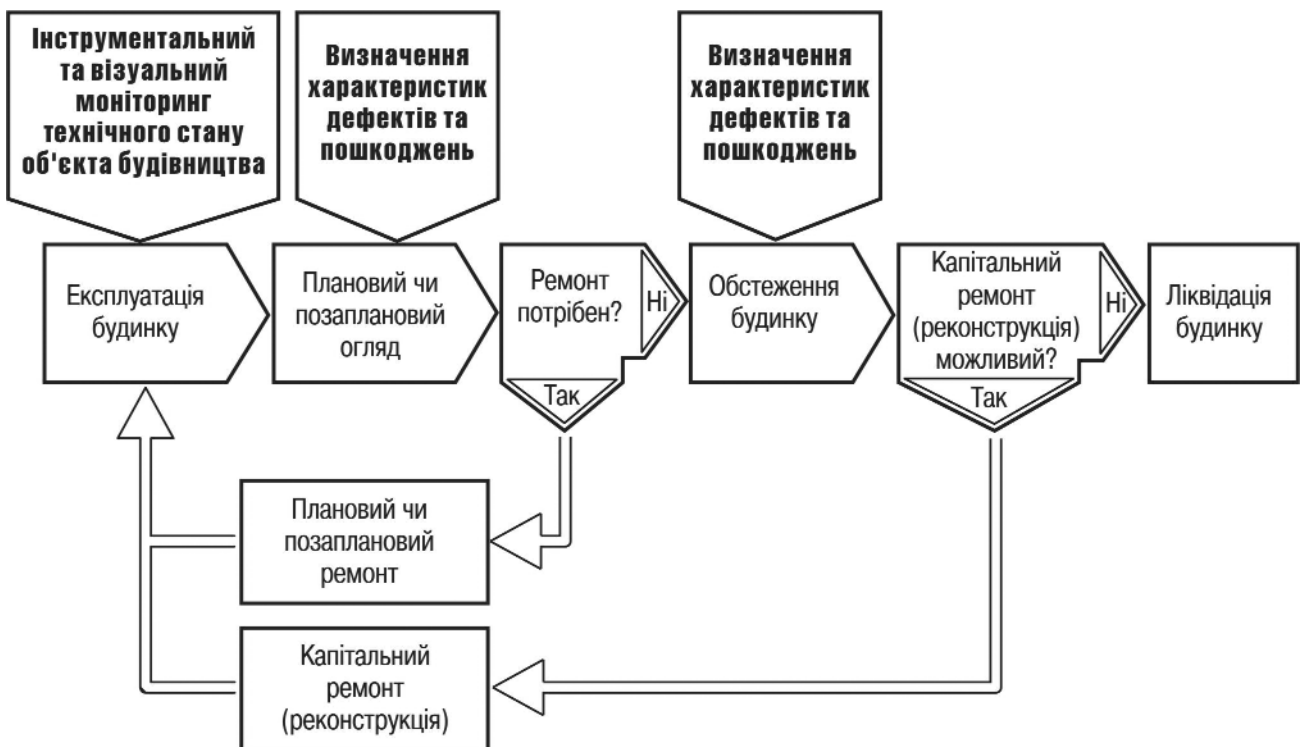 Інструментальний
та візуальний
моніторинг
технічного стану
об'єкта будівництва
Визначення
характеристик
дефектів та
пошкоджень
Визначення
характеристик
дефектів та
пошкоджень
Експлуатація
будинку
Плановий чи
позаплановий
огляд
Ремонт
потрібен?
Ні
Так
Обстеження
будинку
Капітальний
ремонт
(реконструкція)
можливий?
Ні
Так
Ліквідація
будинку
Плановий чи
позаплановий
ремонт
Капітальний
ремонт
(реконструкція)